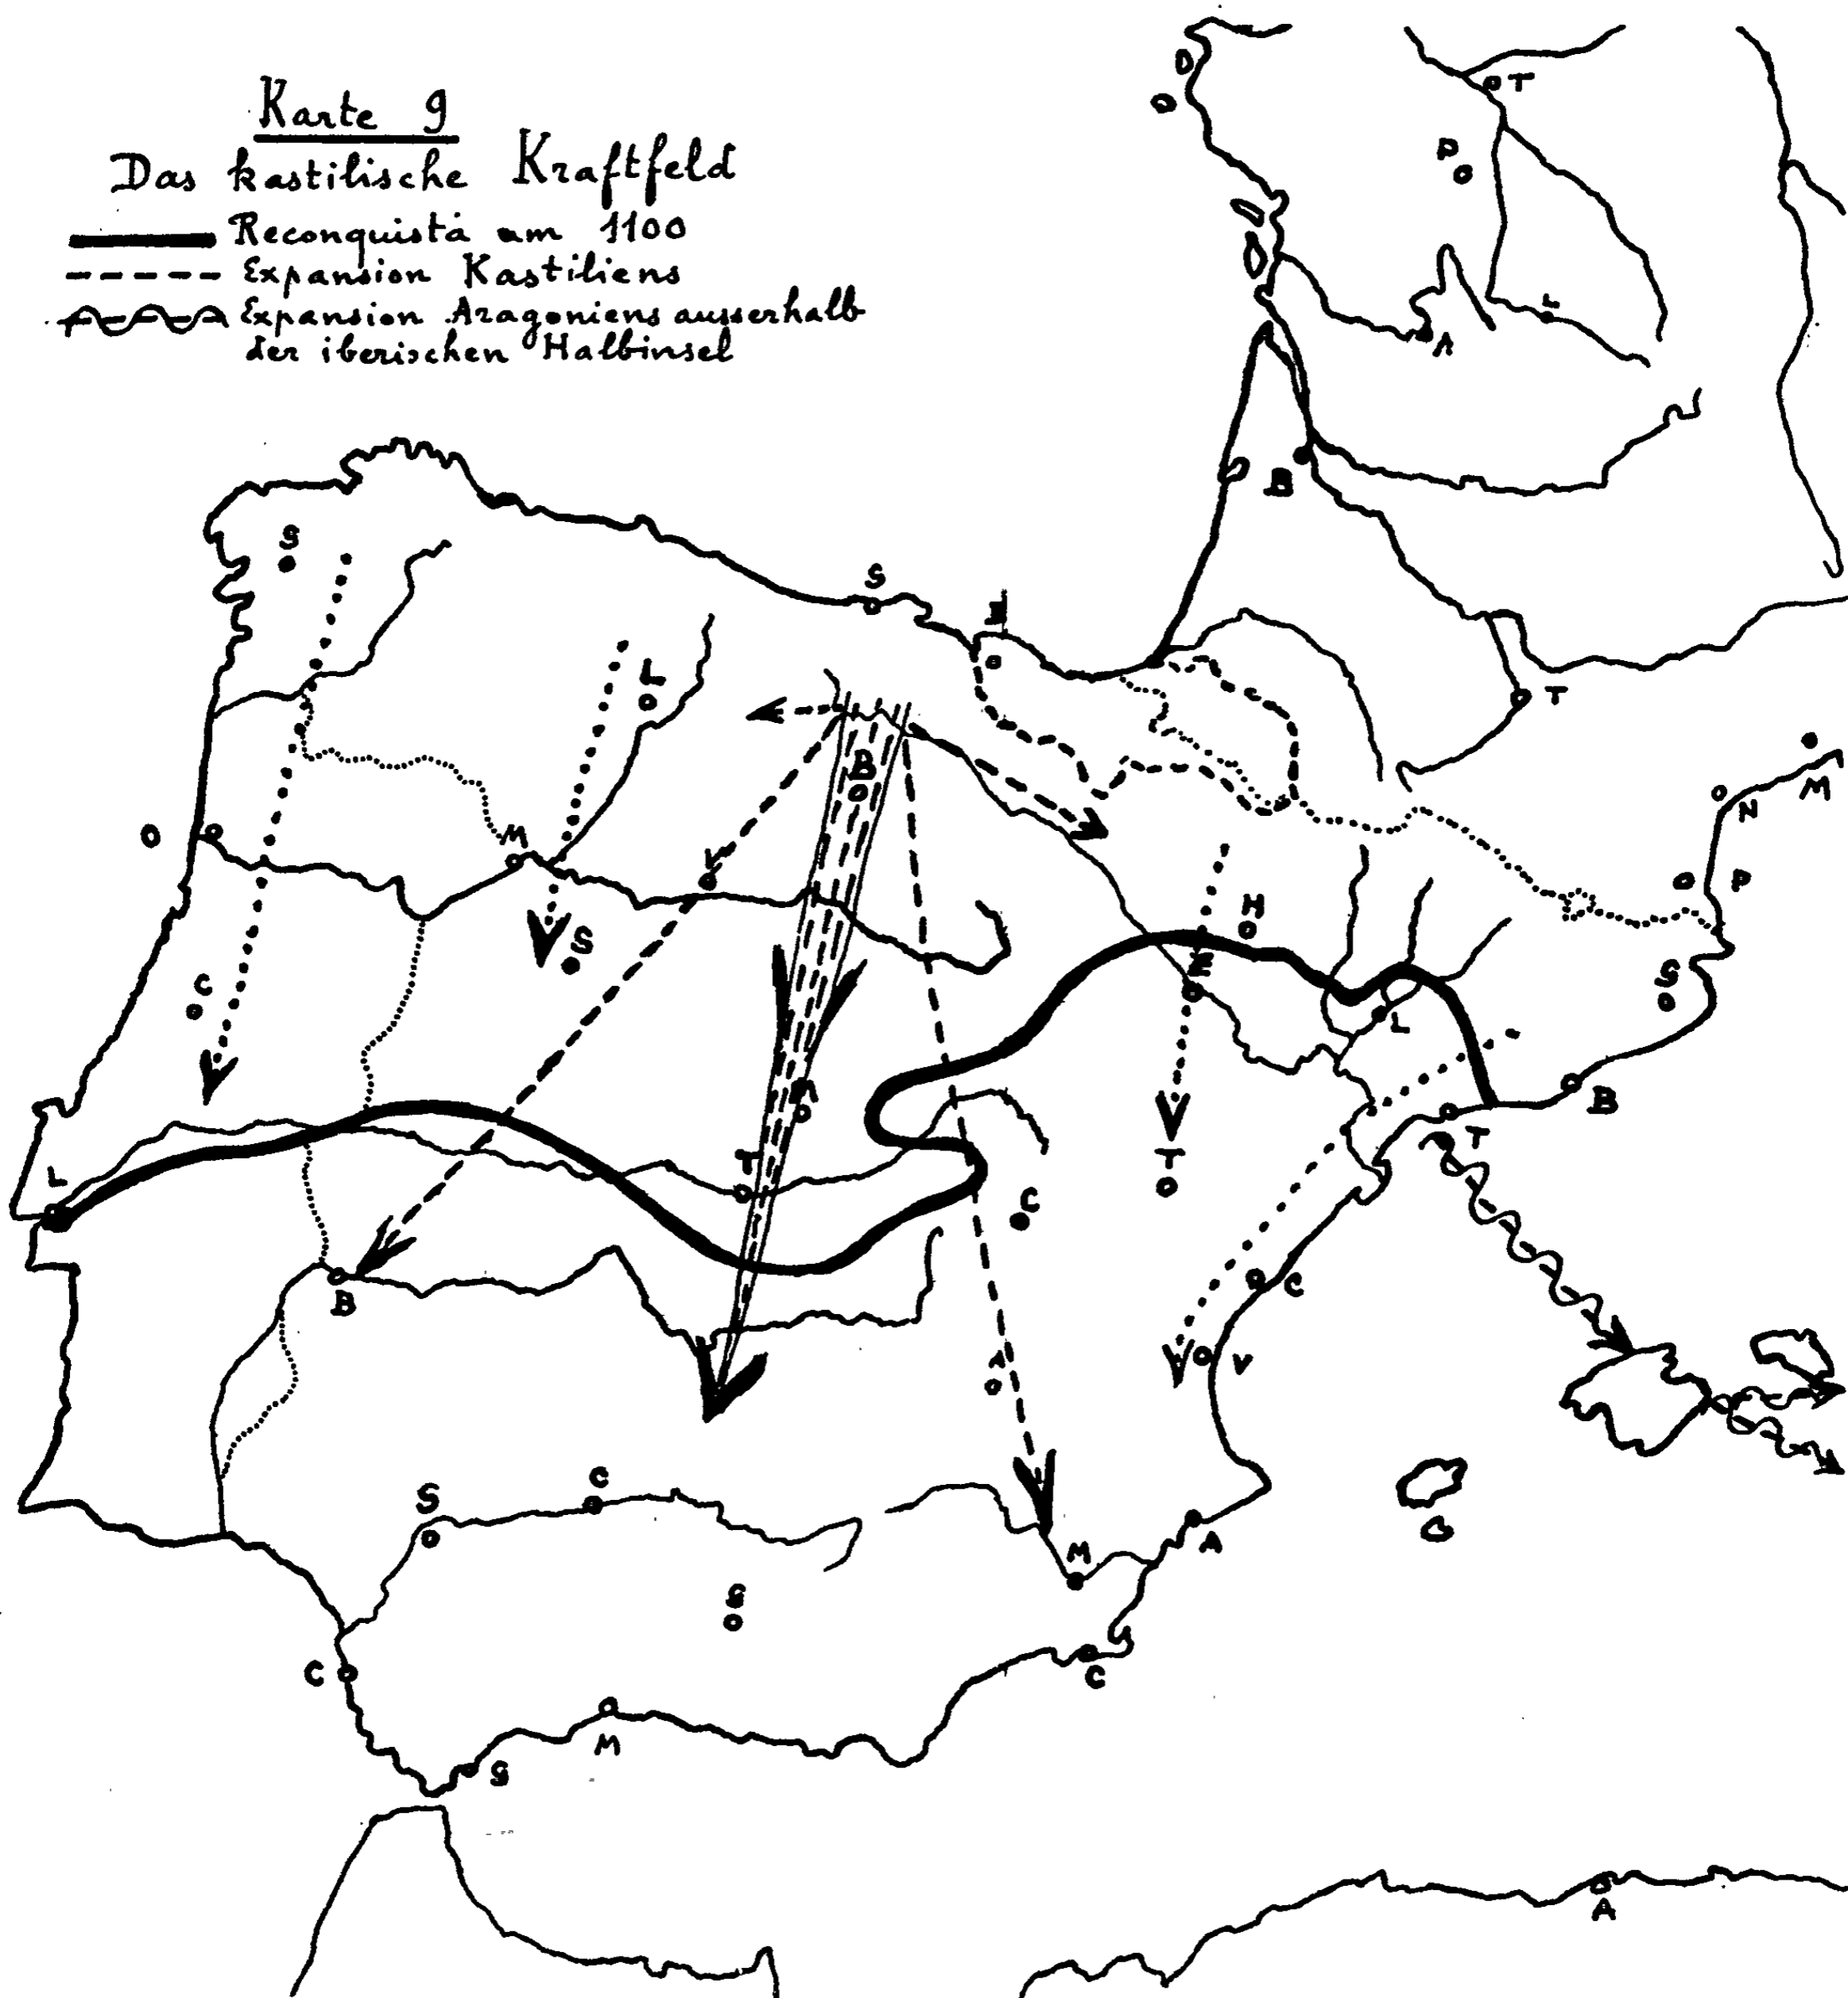 Karte 9
Das kastilische Kraftfeld
Reconquista um 1100
Expansion Kastiliens
Expansion Aragoniens ausserhalb
der iberischen Halbinsel
O
T
P
L
A
B
S
S
L
T
B
M
N
O
M
V
P
H
S
C
S
E
L
M
B
T
L
T
T
C
B
C
A
V
S
C
M
A
S
C
C
M
S
A